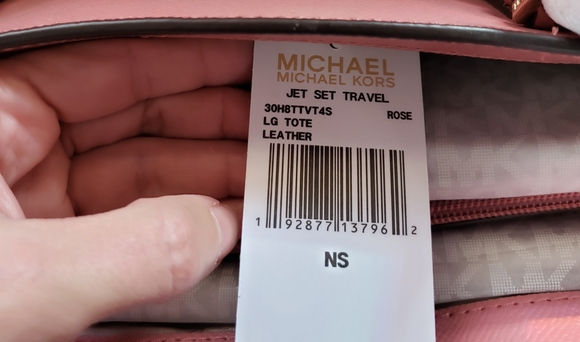 MICHAEL
MICHAEL KORS
JET SET TRAVEL
30H8TTVT4S ROSE
LG TOTE
LEATHER
1 92877 13796 2
NS